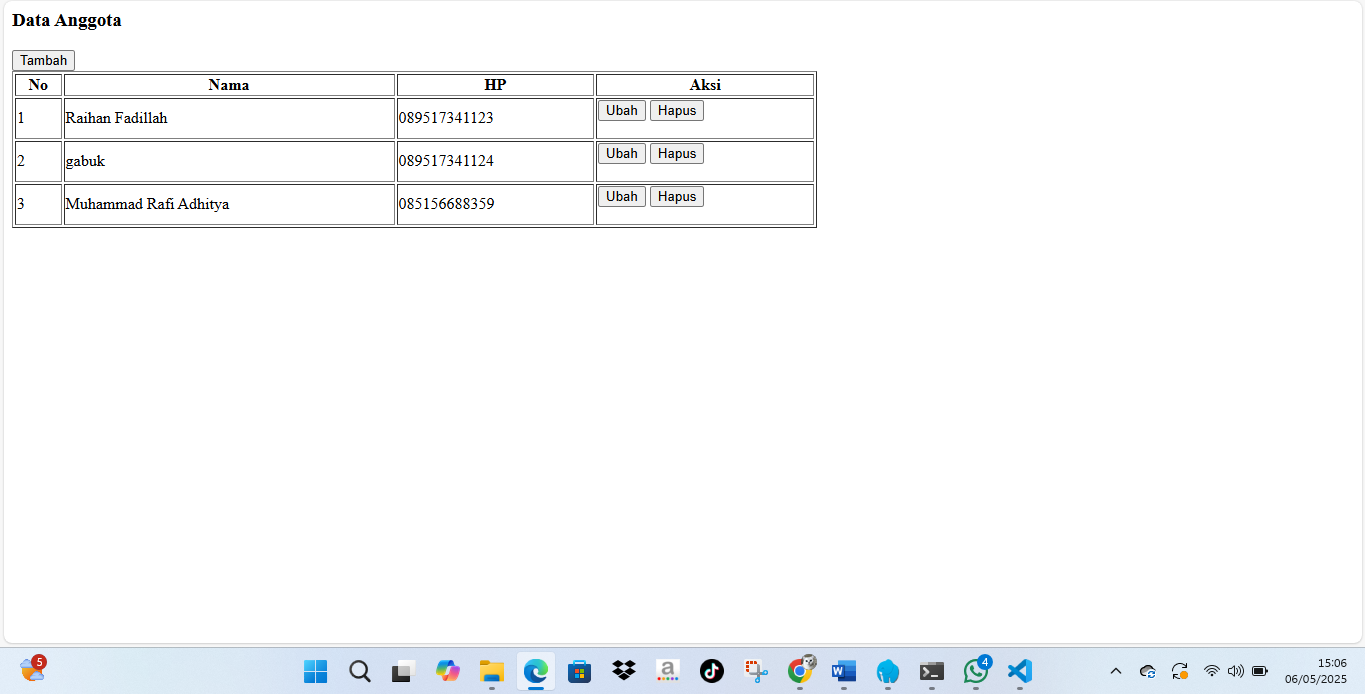 Data Anggota
Tambah
No Nama HP Aksi
1 Raihan Fadillah 089517341123 Ubah Hapus
2 gabuk 089517341124 Ubah Hapus
3 Muhammad Rafi Adhitya 085156688359 Ubah Hapus
5
a
W
4
15:06
06/05/2025